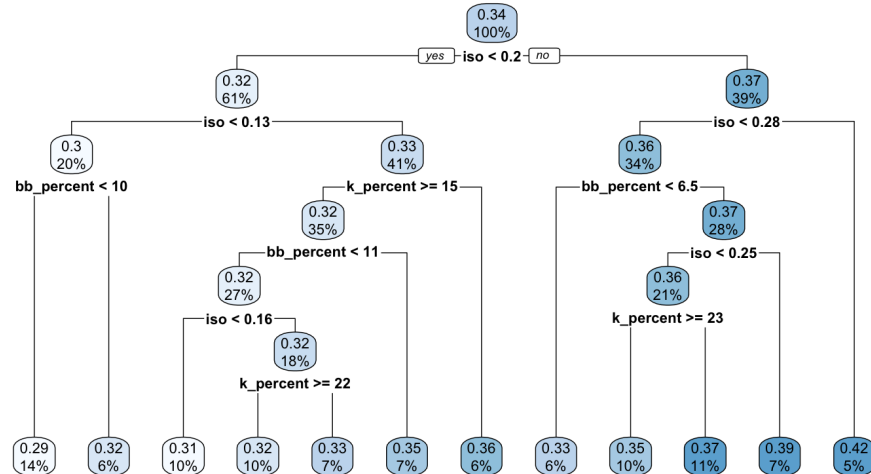 0.34
100%
yes iso < 0.2 no
0.32 0.37
61% 39%
iso < 0.13 iso < 0.28
0.3 0.33 0.36
20% 41% 34%
bb_percent < 10 k_percent >= 15 bb_percent < 6.5
0.32 0.37
35% 28%
bb_percent < 11 iso < 0.25
0.32 0.36
27% 21%
iso < 0.16 k_percent >= 23
0.32
18%
k_percent >= 22
0.29 0.32 0.31 0.32 0.33 0.35 0.36 0.33 0.35 0.37 0.39 0.42
14% 6% 10% 10% 7% 7% 6% 6% 10% 11% 7% 5%